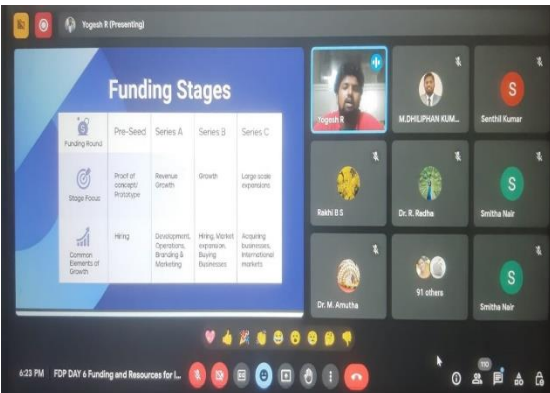 Yogesh R (Presenting)
Funding Stages
Funding Round
Pre-Seed
Series A
Series B
Series C
Stage Focus
Proof of
concept/
Prototype
Revenue
Growth
Growth
Large scale
expansions
Common
Elements of
Growth
Hiring
Development,
Operations,
Branding &
Marketing
Hiring, Market
expansion,
Buying
Businesses
Acquiring
businesses,
International
markets
Yogesh R
M.DHILIPHAN KUM...
S
Senthil Kumar
Rakhi B S
Dr. R. Radha
S
Smitha Nair
Dr. M. Amutha
91 others
S
Smitha Nair
6:23 PM
FDP DAY 6 Funding and Resources for I...
110